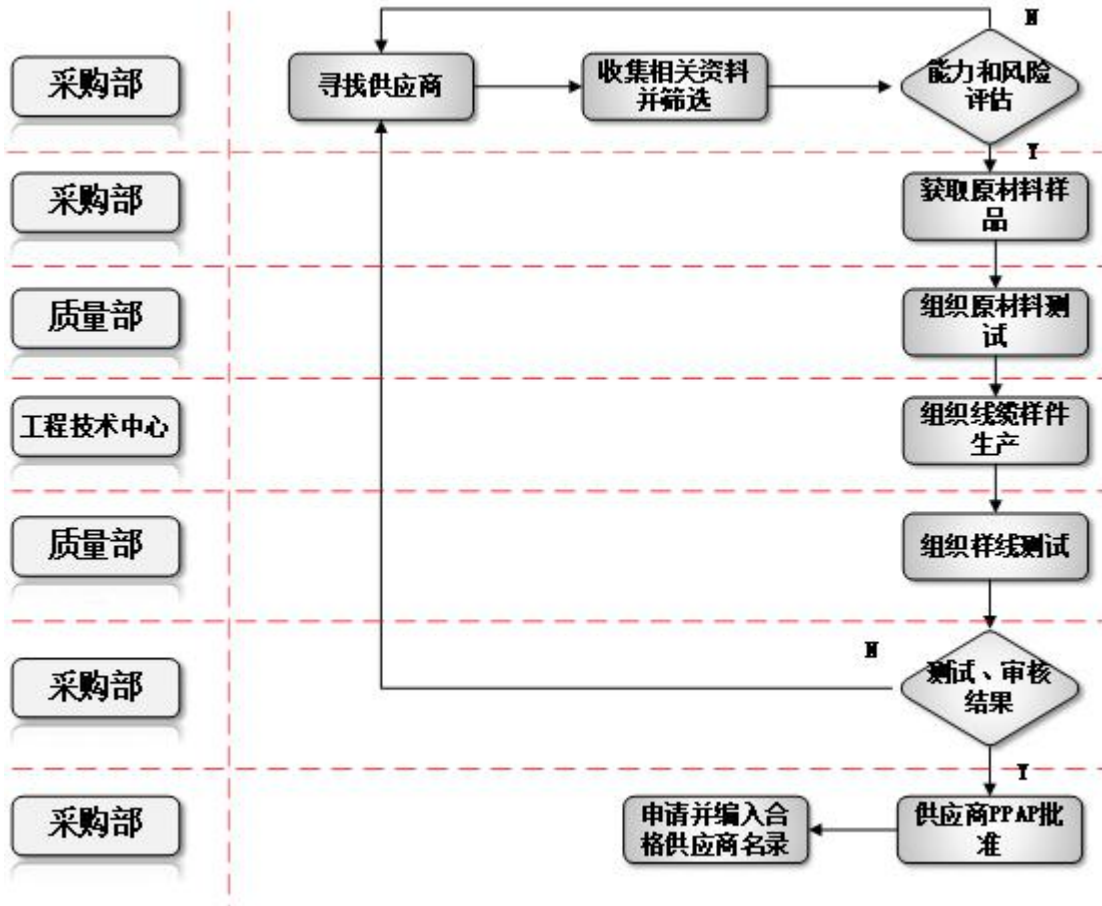 N
采购部
寻找供应商
收集相关资料
并筛选
能力和风险
评估
Y
采购部
获取原材料样
品
质量部
组织原材料测
试
工程技术中心
组织线缆样件
生产
质量部
组织样线测试
N
采购部
测试、审核
结果
Y
采购部
申请并编入合
格供应商名录
供应商PPAP批
准